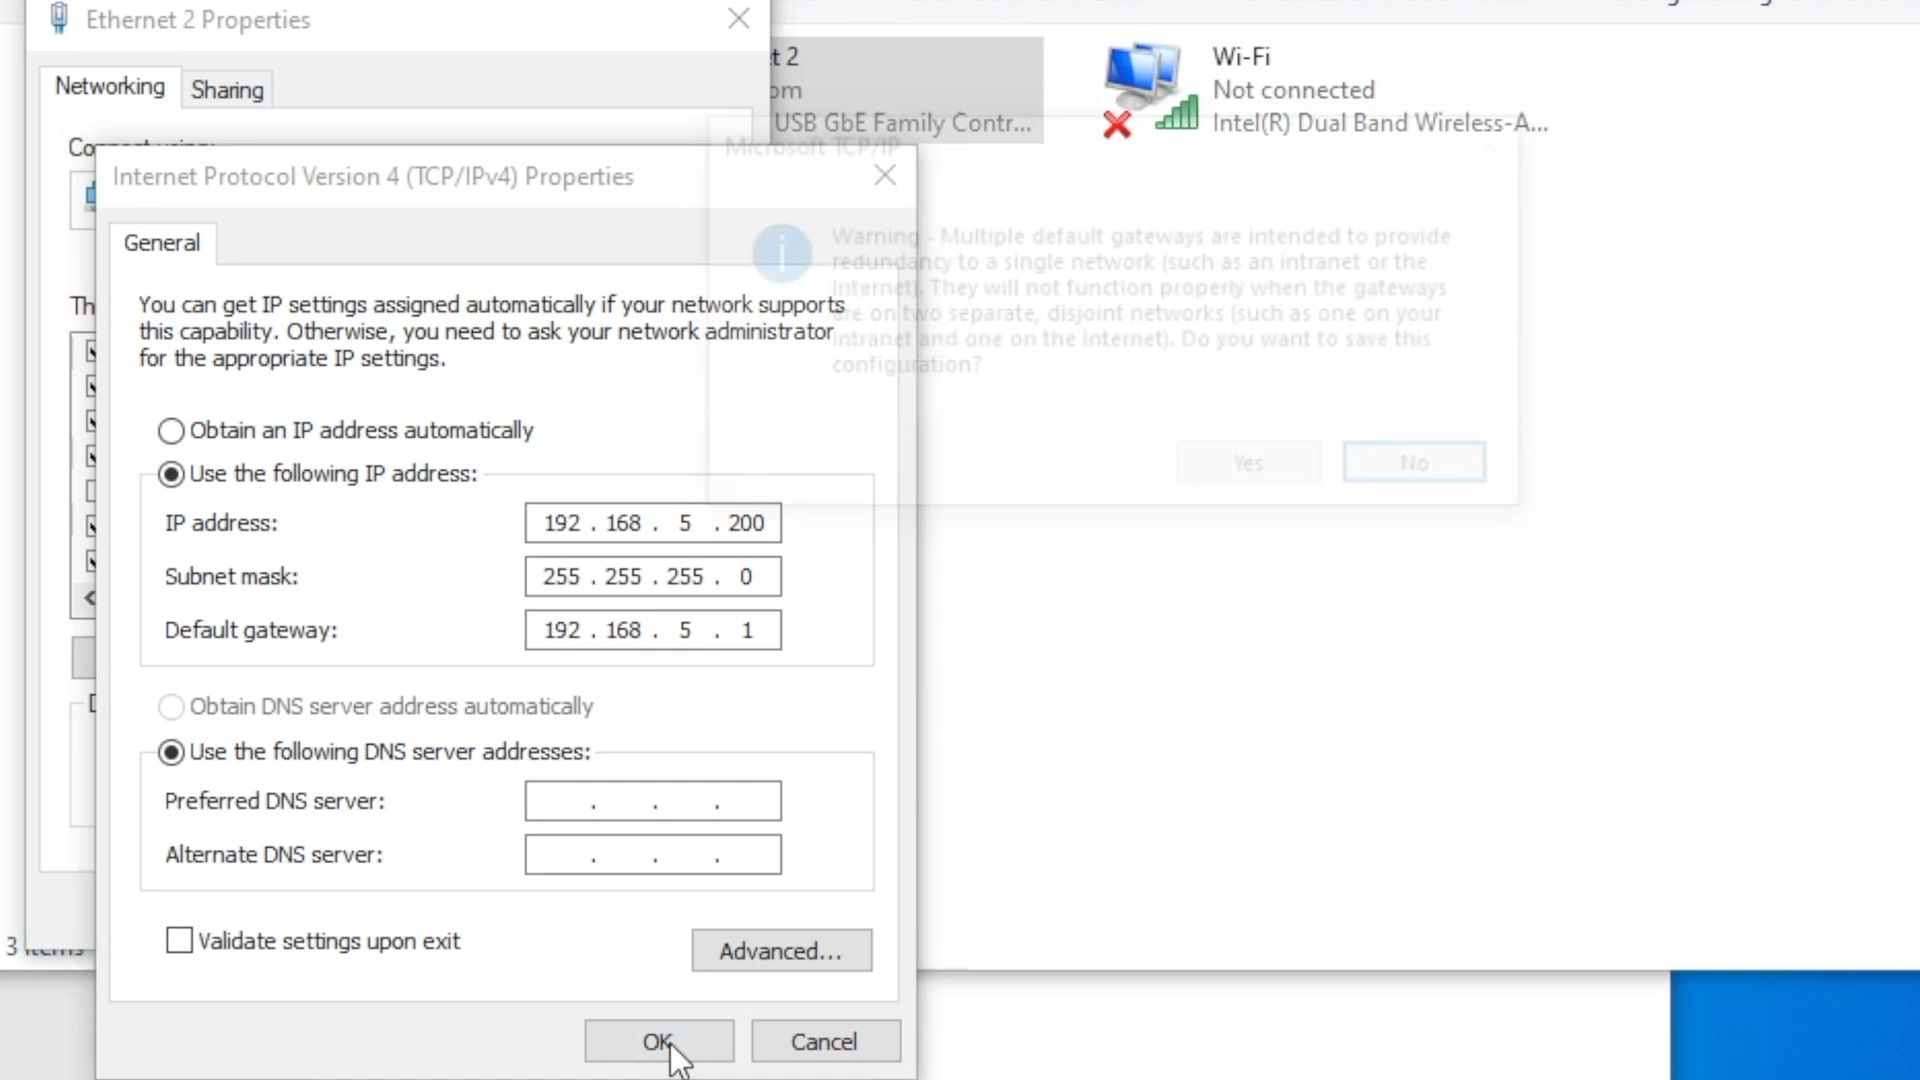 Ethernet 2 Properties
Networking
Sharing
t 2
om
USB GbE Family Contr...
Wi-Fi
Not connected
Intel(R) Dual Band Wireless-A...
Microsoft TCP/IP
Warning - Multiple default gateways are intended to provide
redundancy to a single network (such as an intranet or the
Internet). They will not function properly when the gateways
are on two separate, disjoint networks (such as one on your
intranet and one on the Internet). Do you want to save this
configuration?
Yes
No
Internet Protocol Version 4 (TCP/IPv4) Properties
General
You can get IP settings assigned automatically if your network supports
this capability. Otherwise, you need to ask your network administrator
for the appropriate IP settings.
Obtain an IP address automatically
Use the following IP address:
IP address: 192 . 168 . 5 . 200
Subnet mask: 255 . 255 . 255 . 0
Default gateway: 192 . 168 . 5 . 1
Obtain DNS server address automatically
Use the following DNS server addresses:
Preferred DNS server: . . .
Alternate DNS server: . . .
Validate settings upon exit
Advanced...
OK
Cancel
Th
3 items